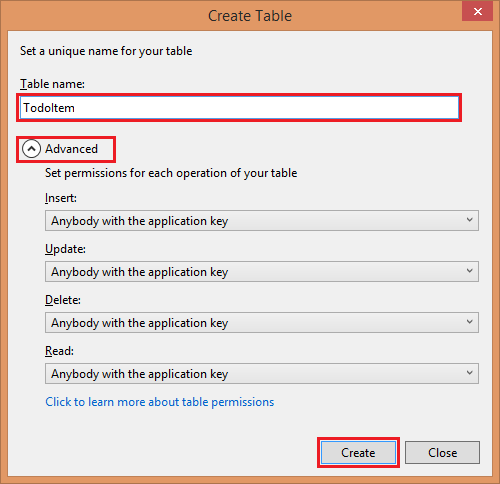 Create Table
Set a unique name for your table
Table name:
TodoItem
Advanced
Set permissions for each operation of your table
Insert:
Anybody with the application key
Update:
Anybody with the application key
Delete:
Anybody with the application key
Read:
Anybody with the application key
Click to learn more about table permissions
Create Close